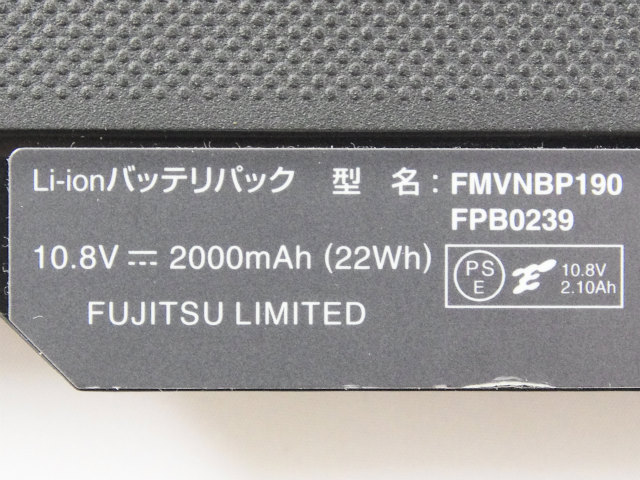 Li-ionバッテリパック 型 名：FMVNBP190
FPB0239
10.8V ⎓ 2000mAh (22Wh)
PS
E
10.8V
2.10Ah
FUJITSU LIMITED